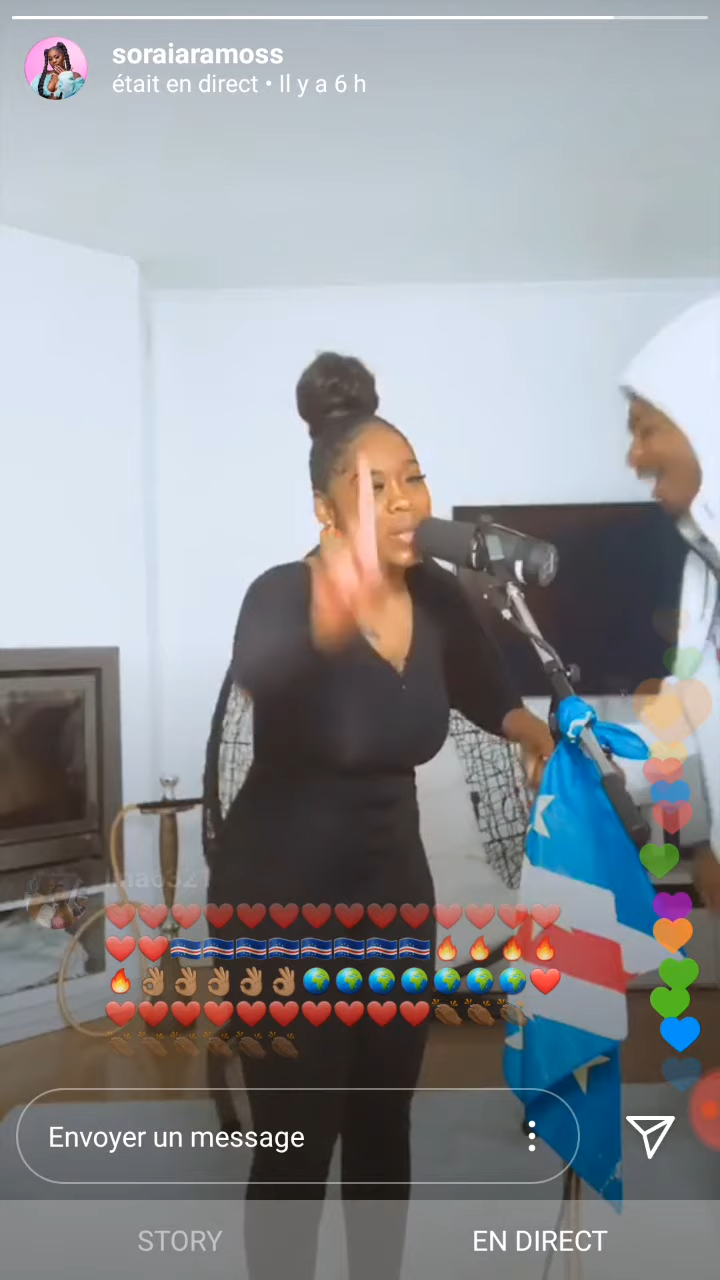 soraiaramoss
était en direct • Il y a 6 h
Envoyer un message
STORY
EN DIRECT